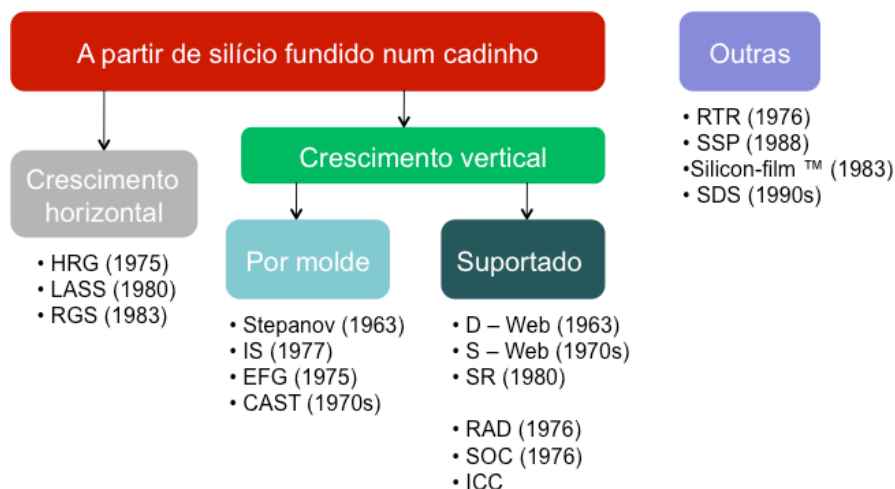 A partir de silício fundido num cadinho
Outras
• RTR (1976)
• SSP (1988)
•Silicon-film ™ (1983)
• SDS (1990s)
Crescimento vertical
Crescimento
horizontal
• HRG (1975)
• LASS (1980)
• RGS (1983)
Por molde
• Stepanov (1963)
• IS (1977)
• EFG (1975)
• CAST (1970s)
Suportado
• D – Web (1963)
• S – Web (1970s)
• SR (1980)
• RAD (1976)
• SOC (1976)
• ICC